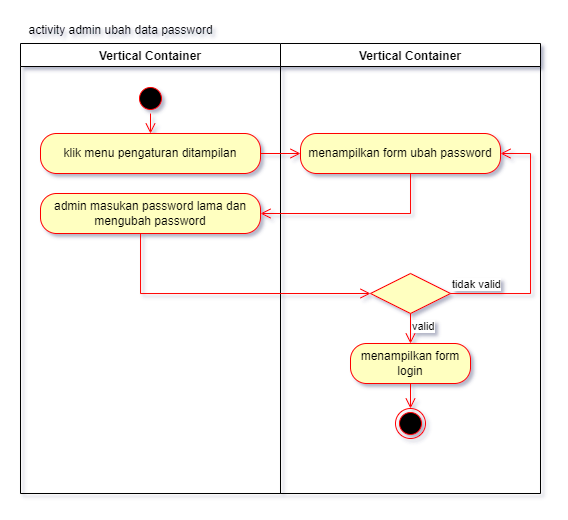 activity admin ubah data password
Vertical Container
Vertical Container
klik menu pengaturan ditampilan
menampilkan form ubah password
admin masukan password lama dan
mengubah password
tidak valid
valid
menampilkan form
login